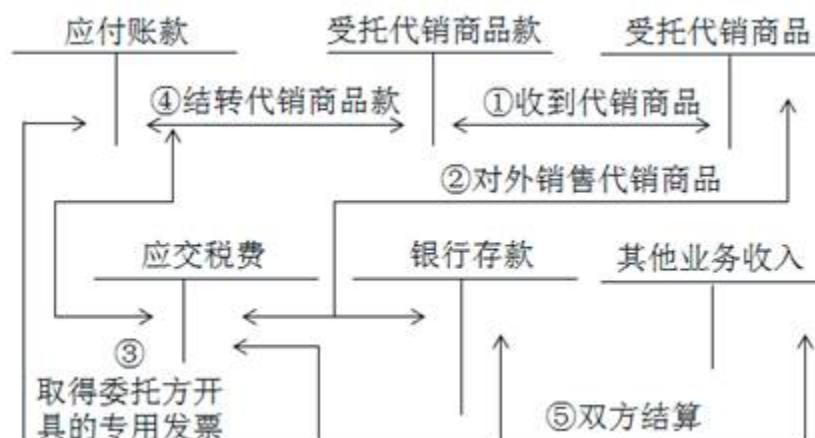 应付账款
受托代销商品款
受托代销商品
④结转代销商品款
①收到代销商品
②对外销售代销商品
应交税费
银行存款
其他业务收入
③
取得委托方开
具的专用发票
⑤双方结算